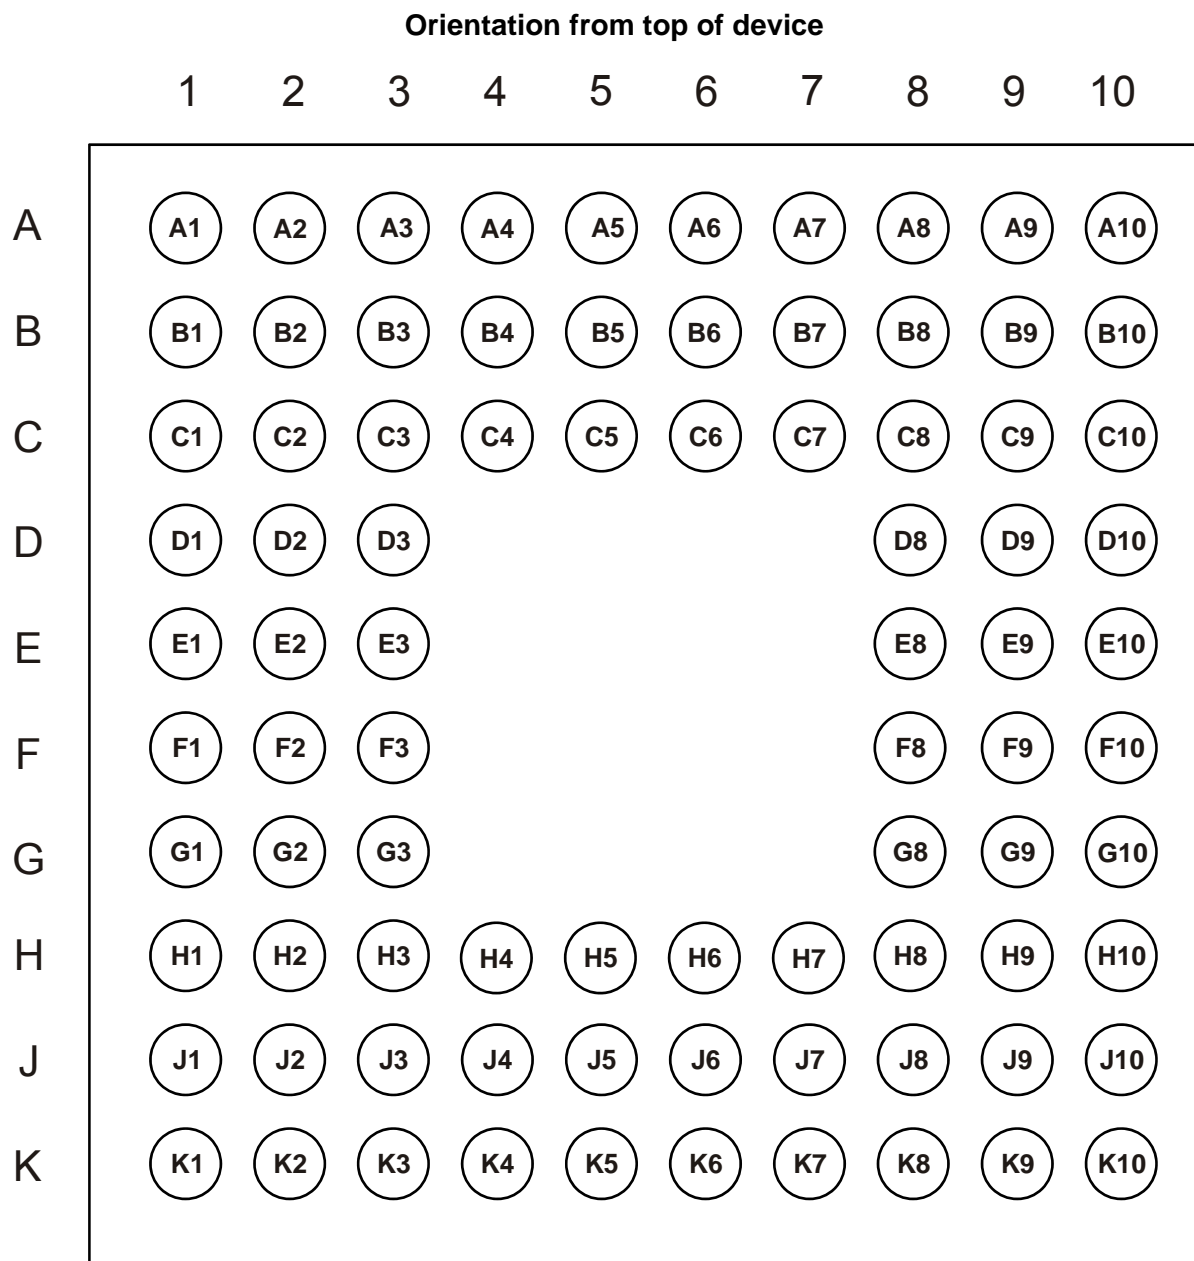 Orientation from top of device
1 2 3 4 5 6 7 8 9 10
A A1 A2 A3 A4 A5 A6 A7 A8 A9 A10
B B1 B2 B3 B4 B5 B6 B7 B8 B9 B10
C C1 C2 C3 C4 C5 C6 C7 C8 C9 C10
D D1 D2 D3 D8 D9 D10
E E1 E2 E3 E8 E9 E10
F F1 F2 F3 F8 F9 F10
G G1 G2 G3 G8 G9 G10
H H1 H2 H3 H4 H5 H6 H7 H8 H9 H10
J J1 J2 J3 J4 J5 J6 J7 J8 J9 J10
K K1 K2 K3 K4 K5 K6 K7 K8 K9 K10